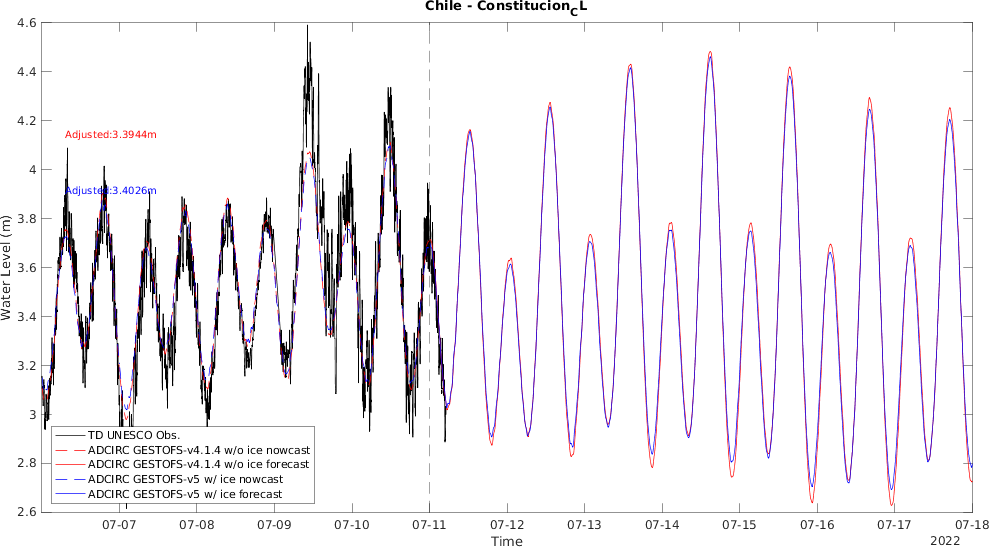 Chile - Constitucion_CL
4.6
4.4
4.2
4
3.8
3.6
3.4
3.2
3
2.8
2.6
Water Level (m)
Adjusted:3.3944m
Adjusted:3.4026m
TD UNESCO Obs.
ADCIRC GESTOFS-v4.1.4 w/o ice nowcast
ADCIRC GESTOFS-v4.1.4 w/o ice forecast
ADCIRC GESTOFS-v5 w/ ice nowcast
ADCIRC GESTOFS-v5 w/ ice forecast
07-07 07-08 07-09 07-10 07-11 07-12 07-13 07-14 07-15 07-16 07-17 07-18
Time
2022